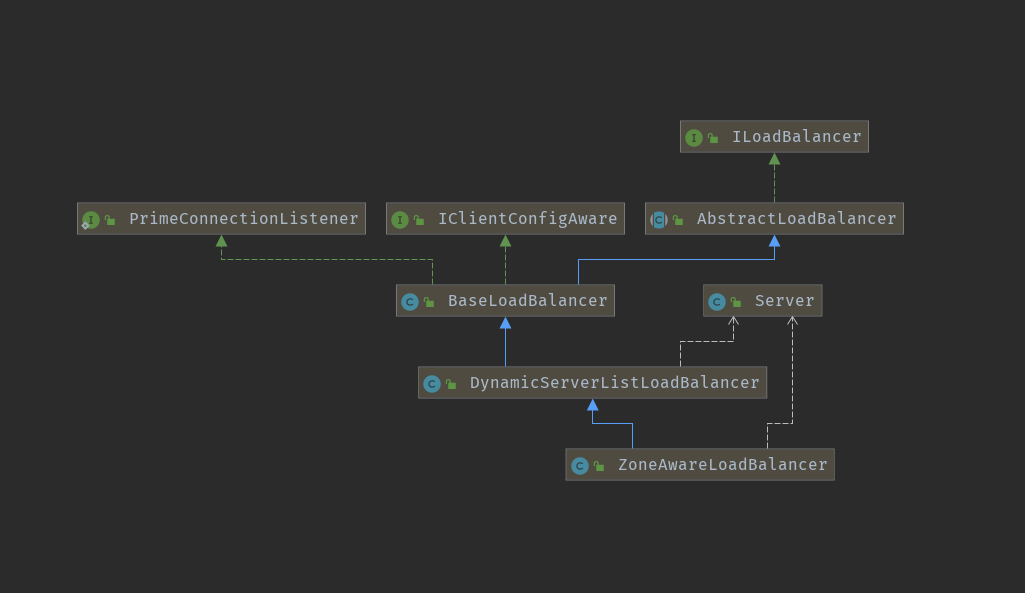 ILoadBalancer
PrimeConnectionListener
IClientConfigAware
AbstractLoadBalancer
BaseLoadBalancer
Server
DynamicServerListLoadBalancer
ZoneAwareLoadBalancer